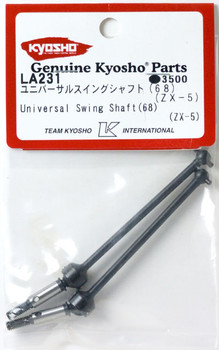 KYOSHO
Genuine Kyosho Parts
LA231 ●3500
ユニバーサルスイングシャフト(68)
(ZX-5)
Universal Swing Shaft(68)
(ZX-5)
TEAM KYOSHO K INTERNATIONAL